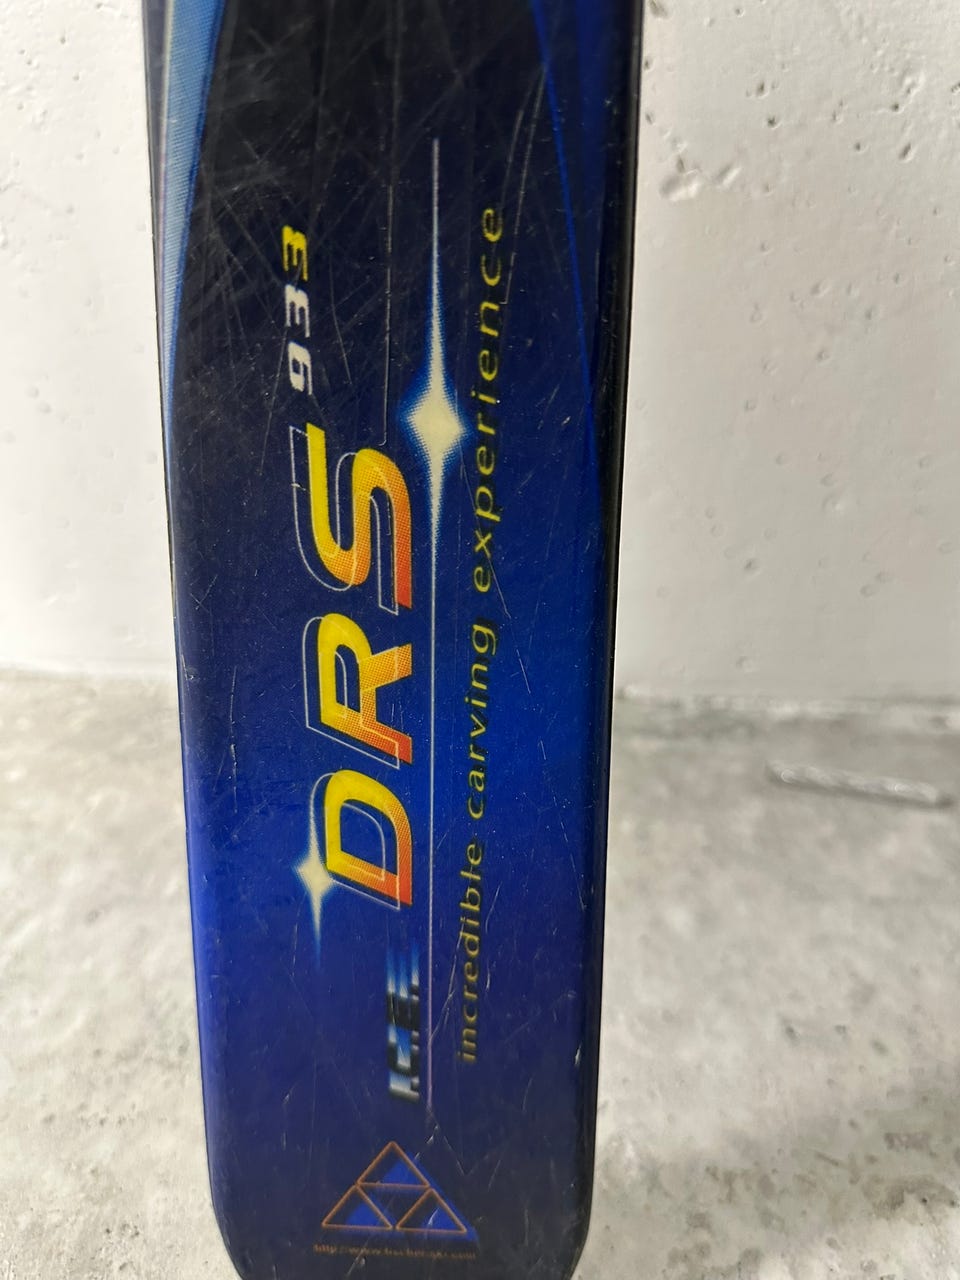 I.C.E. DRS 933
incredible carving experience